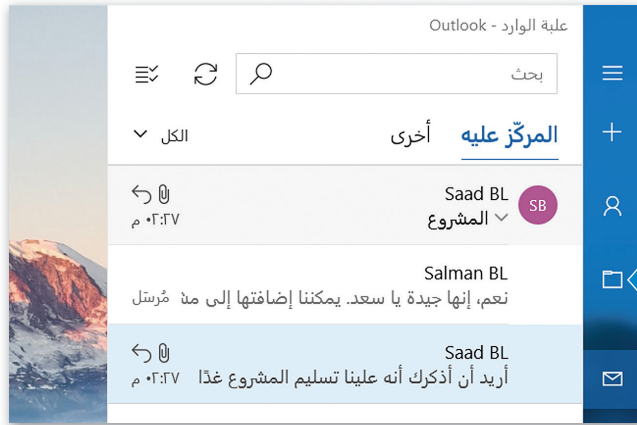 علبة الوارد - Outlook
بحث
المركّز عليه
أخرى
الكل
SB
Saad BL
المشروع
٠٢:٢٧ م
Salman BL
نعم، إنها جيدة يا سعد. يمكننا إضافتها إلى
مُرسَل
Saad BL
أريد أن أذكرك أنه علينا تسليم المشروع غدًا
٠٢:٢٧ م